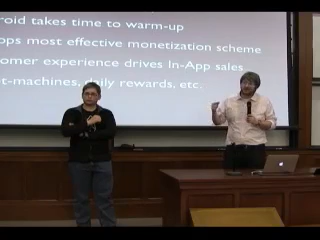 roid takes time to warm-up
ops most effective monetization scheme
omer experience drives In-App sales
t-machines, daily rewards, etc.